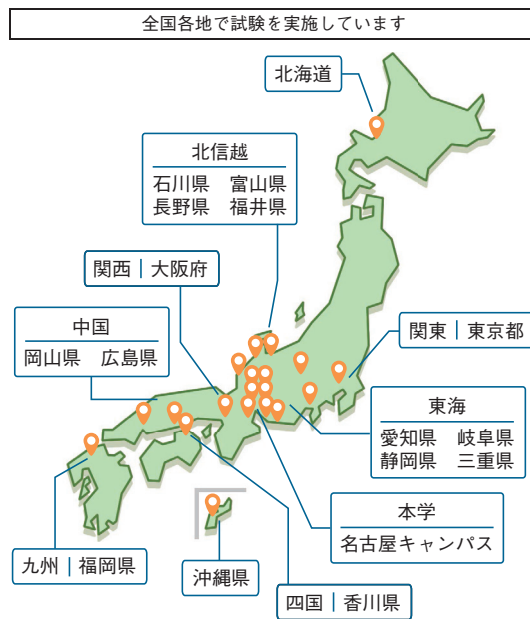 全国各地で試験を実施しています
北海道
北信越
石川県 富山県
長野県 福井県
関西｜大阪府
中国
岡山県 広島県
関東｜東京都
東海
愛知県 岐阜県
静岡県 三重県
本学
名古屋キャンパス
九州｜福岡県
沖縄県
四国｜香川県